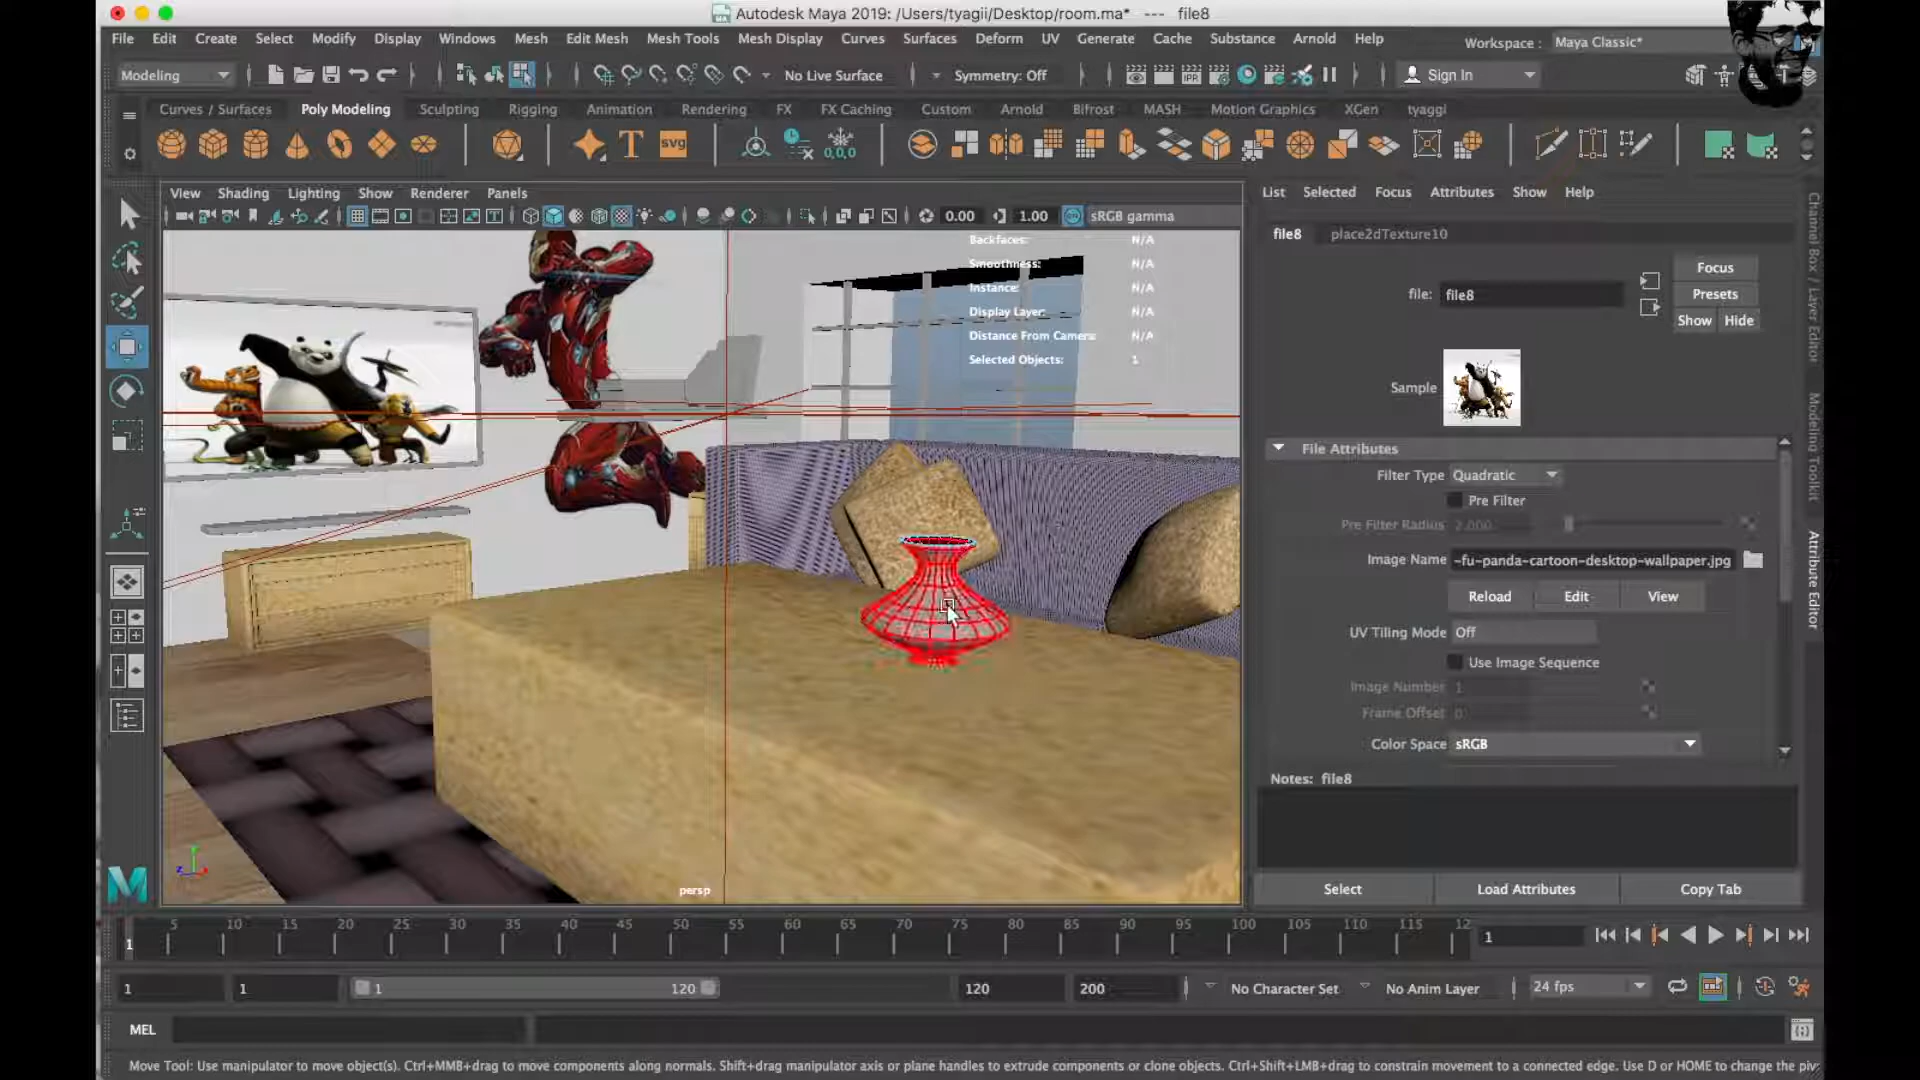 Autodesk Maya 2019: /Users/tyagii/Desktop/room.ma* --- file8
File Edit Create Select Modify Display Windows Mesh Edit Mesh Mesh Tools Mesh Display Curves Surfaces Deform UV Generate Cache Substance Arnold Help Workspace : Maya Classic*
Modeling No Live Surface Symmetry: Off IPR Sign In
Curves / Surfaces Poly Modeling Sculpting Rigging Animation Rendering FX FX Caching Custom Arnold Bifrost MASH Motion Graphics XGen tyaggi
T SVG 0,0,0
View Shading Lighting Show Renderer Panels
0.00 1.00 sRGB gamma
Backfaces: N/A
Smoothness: N/A
Instance: N/A
Display Layer: N/A
Distance From Camera: N/A
Selected Objects: 1
persp
List Selected Focus Attributes Show Help
file8 place2dTexture10
Focus
file: file8 Presets
Show Hide
Sample
File Attributes
Filter Type Quadratic
Pre Filter
Pre Filter Radius 2.000
Image Name -fu-panda-cartoon-desktop-wallpaper.jpg
Reload Edit View
UV Tiling Mode Off
Use Image Sequence
Image Number 1
Frame Offset 0
Color Space sRGB
Notes: file8
Select Load Attributes Copy Tab
Channel Box / Layer Editor
Modeling Toolkit
Attribute Editor
5 10 15 20 25 30 35 40 45 50 55 60 65 70 75 80 85 90 95 100 105 110 115 12
1 1
1 1 1 120 120 200 No Character Set No Anim Layer 24 fps
MEL
Move Tool: Use manipulator to move object(s). Ctrl+MMB+drag to move components along normals. Shift+drag manipulator axis or plane handles to extrude components or clone objects. Ctrl+Shift+LMB+drag to constrain movement to a connected edge. Use D or HOME to change the piv